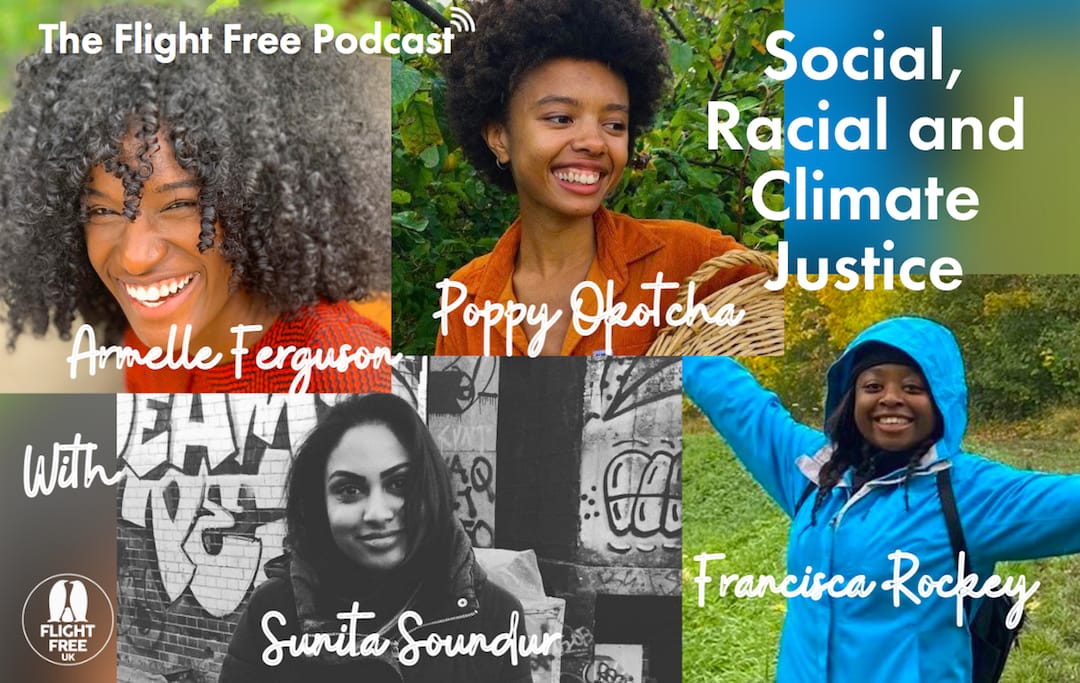 The Flight Free Podcast
Social,
Racial and
Climate
Justice
Armelle Ferguson
Poppy Okotcha
With
Sunita Soundur
Francisca Rockey
FLIGHT
FREE
UK